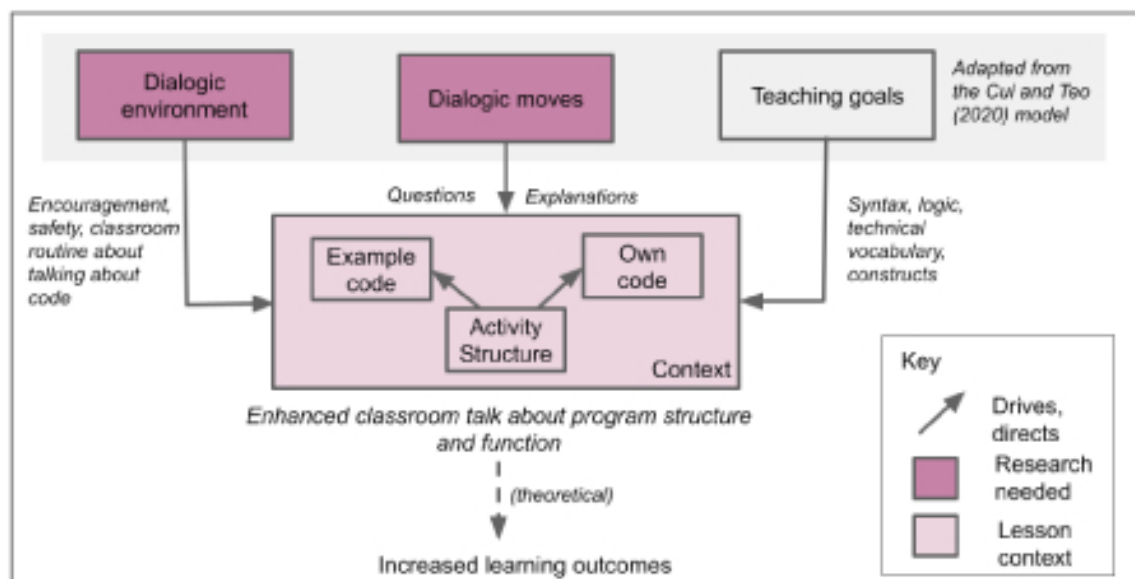 Dialogic
environment
Dialogic moves
Teaching goals
Adapted from
the Cui and Teo
(2020) model
Encouragement,
safety, classroom
routine about
talking about
code
Questions
Explanations
Syntax, logic,
technical
vocabulary,
constructs
Example
code
Own
code
Activity
Structure
Context
Enhanced classroom talk about program structure
and function
(theoretical)
Increased learning outcomes
Key
Drives,
directs
Research
needed
Lesson
context